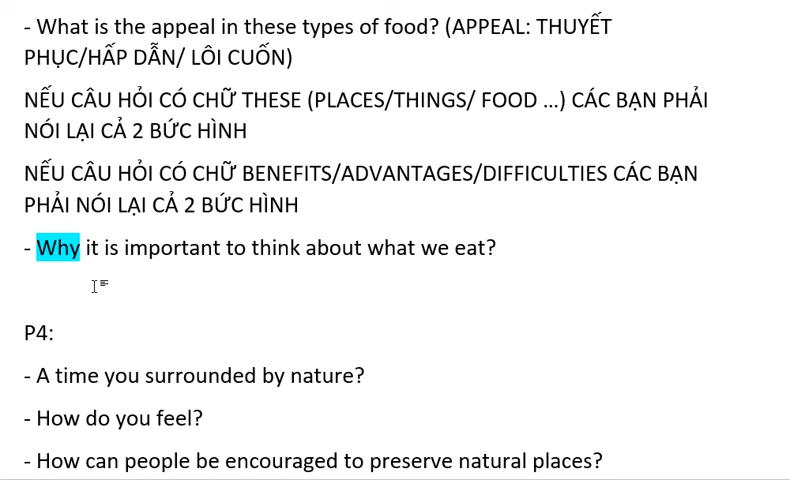 - What is the appeal in these types of food? (APPEAL: THUYẾT
PHỤC/HẤP DẪN/ LÔI CUỐN)
NẾU CÂU HỎI CÓ CHỮ THESE (PLACES/THINGS/ FOOD ...) CÁC BẠN PHẢI
NÓI LẠI CẢ 2 BỨC HÌNH
NẾU CÂU HỎI CÓ CHỮ BENEFITS/ADVANTAGES/DIFFICULTIES CÁC BẠN
PHẢI NÓI LẠI CẢ 2 BỨC HÌNH
- Why it is important to think about what we eat?
P4:
- A time you surrounded by nature?
- How do you feel?
- How can people be encouraged to preserve natural places?